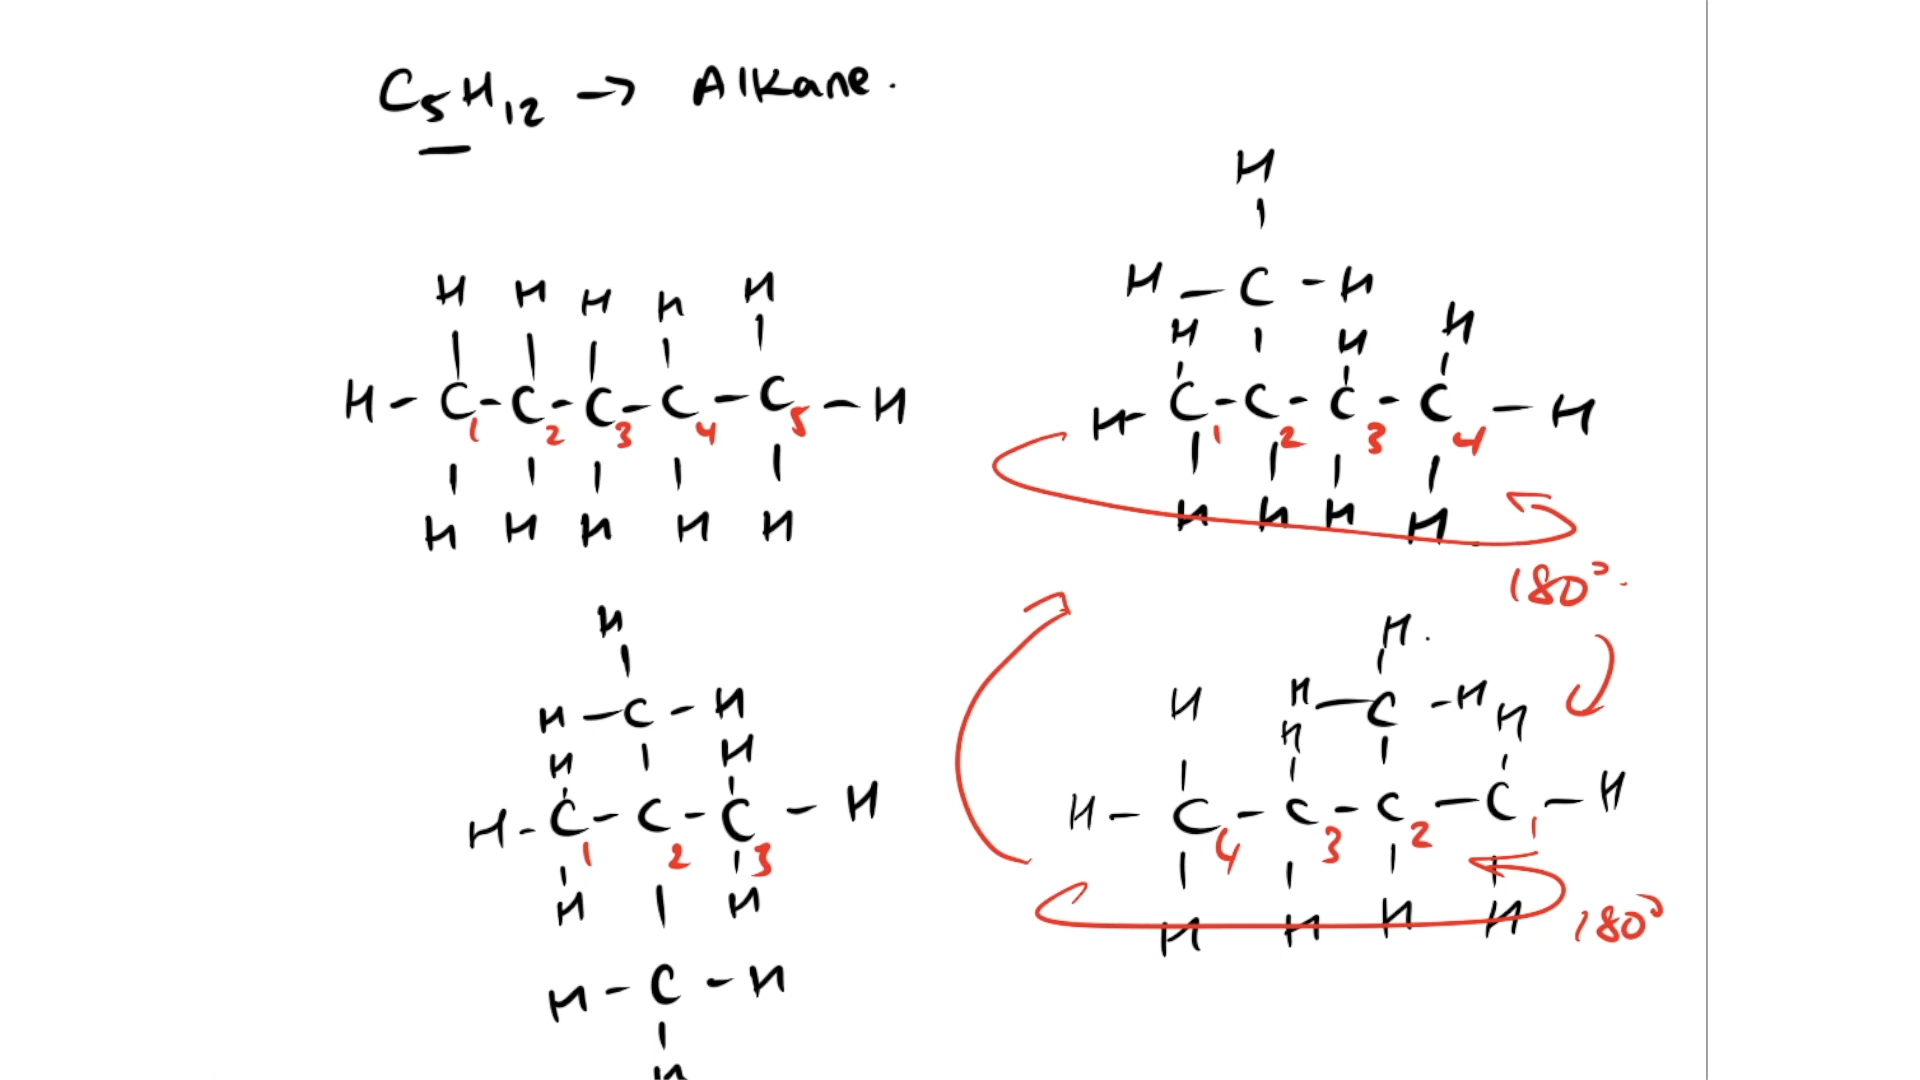 C5H12 → Alkane.
H
H – C – H
H H H H H
H H H
H – C – C – C – C – C – H
1 2 3 4 5
H – C – C – C – C – H
1 2 3 4
H H H H H
H H H H
180°
H
H – C – H
H H
H – C – C – C – H
1 2 3
H H
H – C – H
H
H.
H H – C – H H
H
H – C – C – C – C – H
4 3 2 1
H H H H
180°